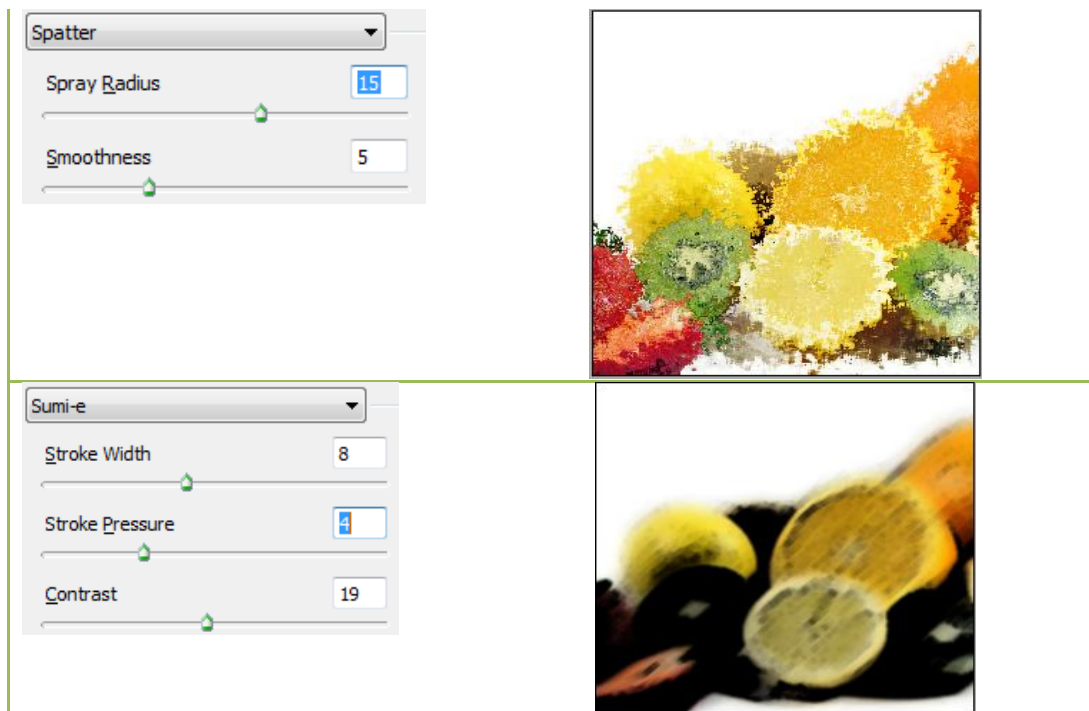 Spatter
Spray Radius 15
Smoothness 5
Sumi-e
Stroke Width 8
Stroke Pressure 4
Contrast 19